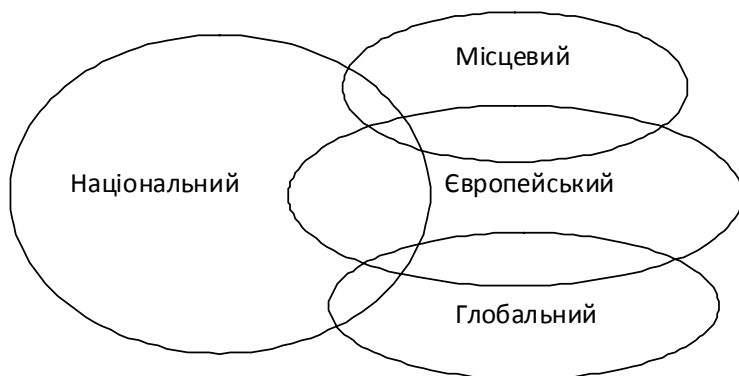 Місцевий
Національний
Європейський
Глобальний